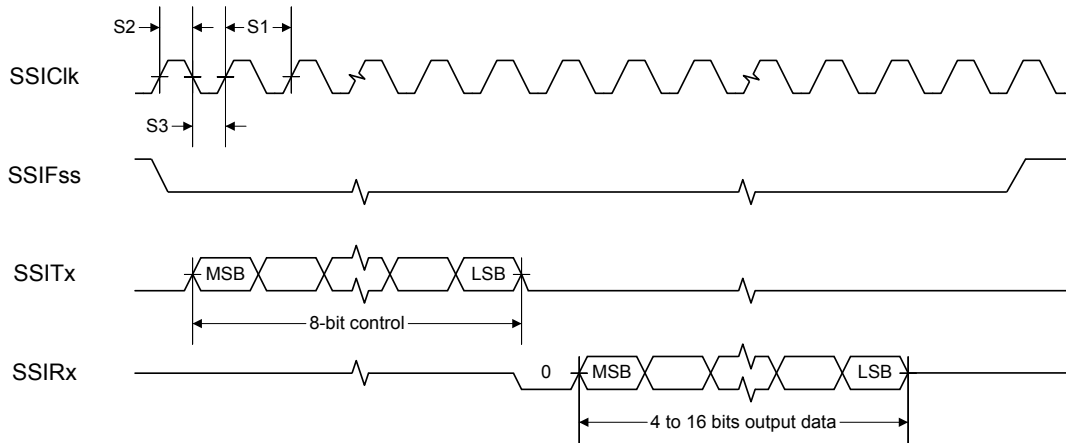 S2
S1
SSIClk
S3
SSIFss
SSITx
MSB
LSB
8-bit control
SSIRx
0
MSB
LSB
4 to 16 bits output data